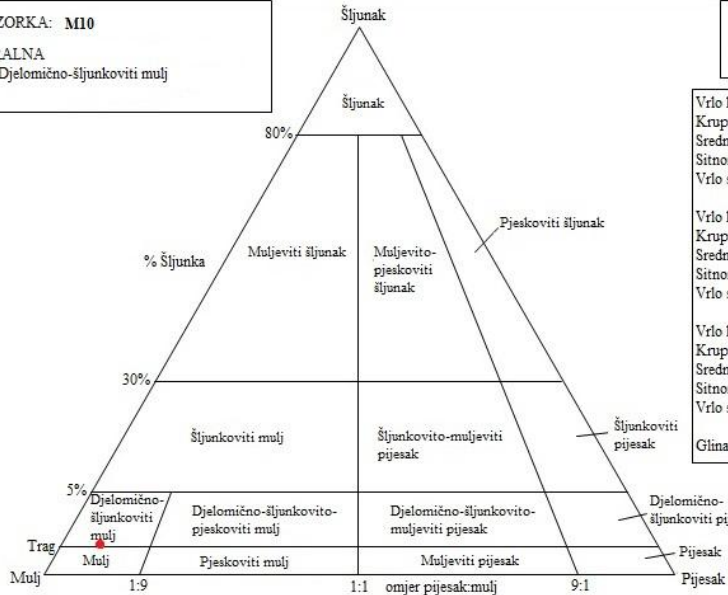 ZORKA: M10
Djelomično-šljunkoviti mulj
Šljunak
Šljunak
80%
Pjeskoviti šljunak
% Šljunka
Muljeviti šljunak
Muljevito-
pjeskoviti
šljunak
30%
Šljunkoviti mulj
Šljunkovito-muljeviti
pijesak
Šljunkoviti
pijesak
5%
Djelomično-
šljunkoviti
mulj
Djelomično-šljunkovito-
pjeskoviti mulj
Djelomično-šljunkovito-
muljeviti pijesak
Djelomično-
šljunkoviti
Trag
Mulj
Pjeskoviti mulj
Muljeviti pijesak
Pijesak
Mulj
1:9
1:1
omjer pijesak:mulj
9:1
Pijesak
Vrlo
Krup
Sredn
Sitno
Vrlo s
Vrlo
Krup
Sredn
Sitno
Vrlo s
Vrlo
Krup
Sredn
Sitno
Vrlo s
Glina